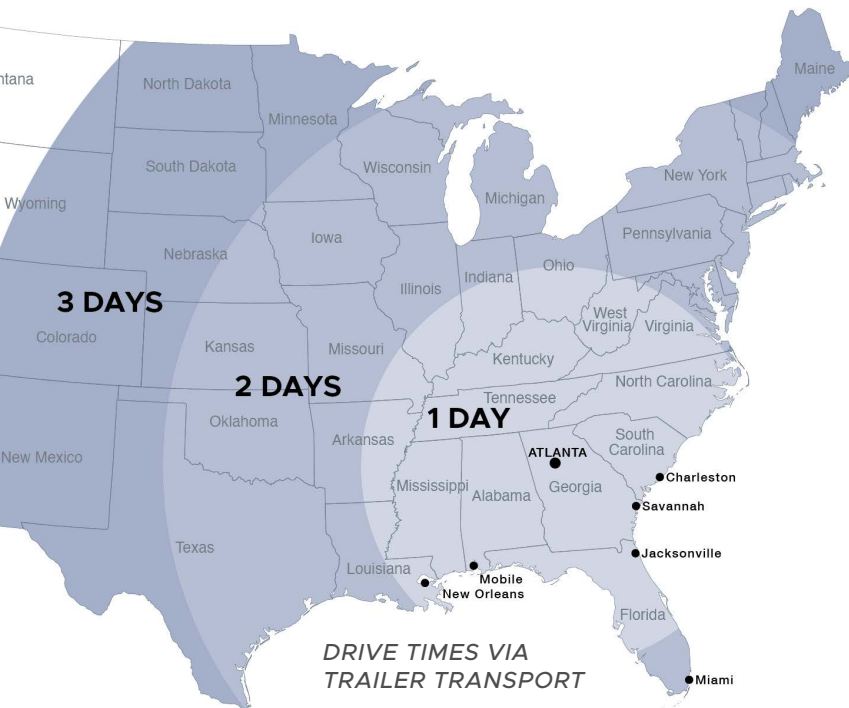 ntana
North Dakota
Minnesota
Maine
South Dakota
Wisconsin
Wyoming
Michigan
New York
Nebraska
Iowa
Pennsylvania
Illinois
Indiana
Ohio
3 DAYS
Colorado
Kansas
Missouri
West
Virginia
Virginia
Kentucky
2 DAYS
North Carolina
Tennessee
1 DAY
Oklahoma
Arkansas
South
Carolina
ATLANTA
New Mexico
Mississippi
Alabama
Georgia
Charleston
Savannah
Texas
Louisiana
Jacksonville
Mobile
New Orleans
Florida
DRIVE TIMES VIA
TRAILER TRANSPORT
Miami